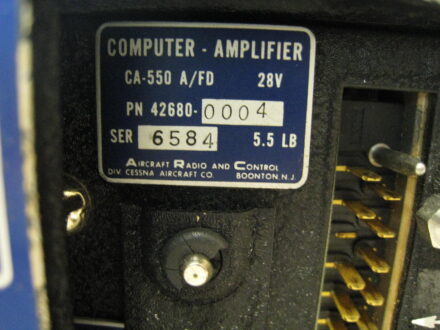 COMPUTER - AMPLIFIER
CA-550 A/FD 28V
PN 42680-0004
SER 6584 5.5 LB
AIRCRAFT RADIO AND CONTROL
DIV. CESSNA AIRCRAFT CO. BOONTON N.J.